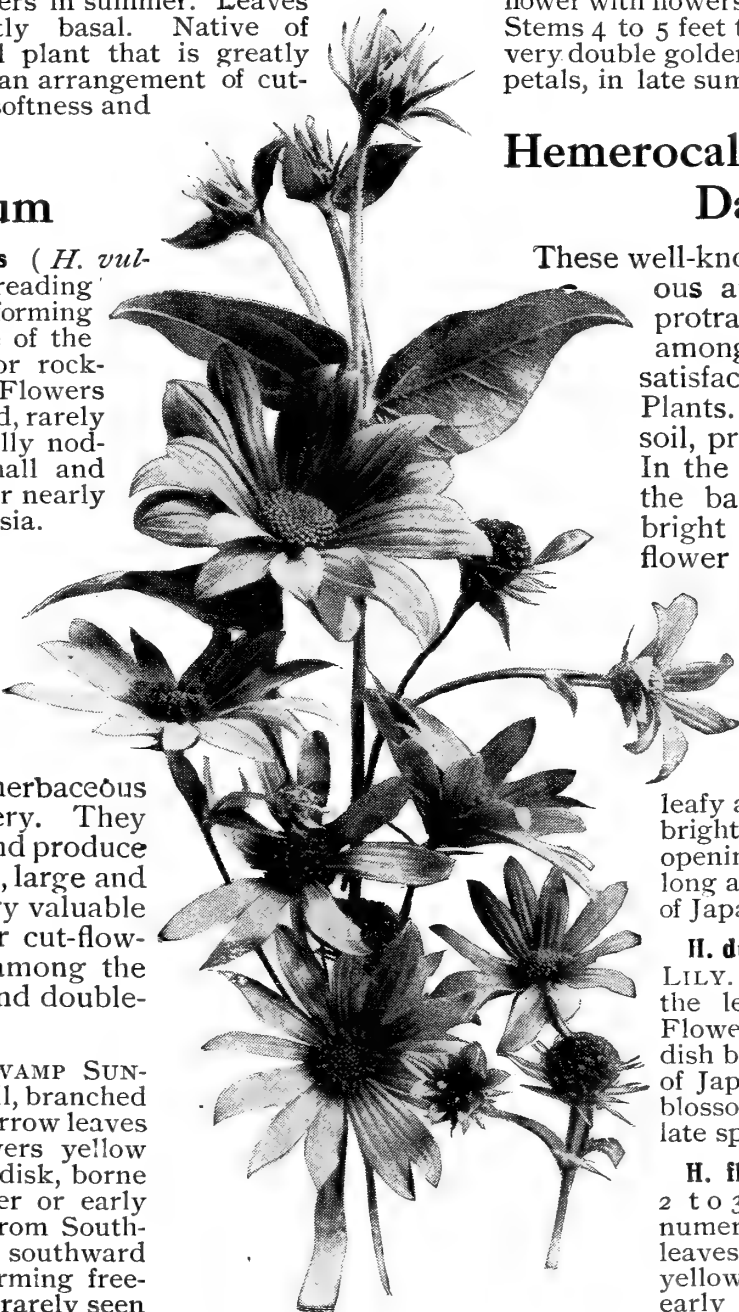 ers in summer. Leaves
tly basal. Native of
plant that is greatly
an arrangement of cut-
softness and
um
s (H. vul-
reading
forming
of the
or rock-
Flowers
d, rarely
lly nod-
mall and
r nearly
sia.
herbaceous
ery. They
nd produce
, large and
y valuable
r cut-flow-
among the
nd double-
WAMP SUN-
l, branched
rrow leaves
vers yellow
disk, borne
er or early
rom South-
southward
rming free-
rarely seen
flower with flowers
Stems 4 to 5 feet t
very double golden
petals, in late sum
Hemerocal
Da
These well-kno
ous a
protra
among
satisfac
Plants.
soil, pr
In the
the ba
bright
flower
leafy a
bright
openin
long a
of Japa
H. d
LILY.
the le
Flowe
dish b
of Jap
blosso
late sp
H. fl
2 to 3
numer
leaves
yellow
early